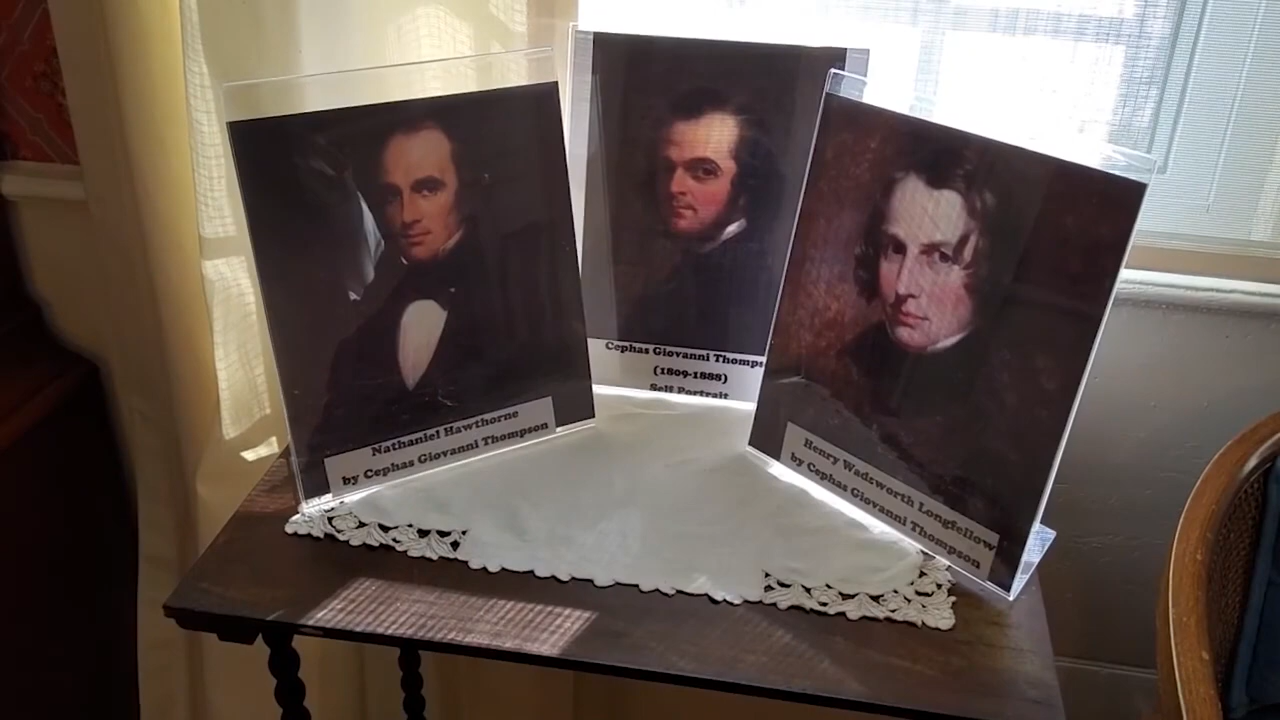 Nathaniel Hawthorne
by Cephas Giovanni Thompson
Cephas Giovanni
(1809-1888)
Self Portrait
Henry Wadsworth Longfellow
by Cephas Giovanni Thompson